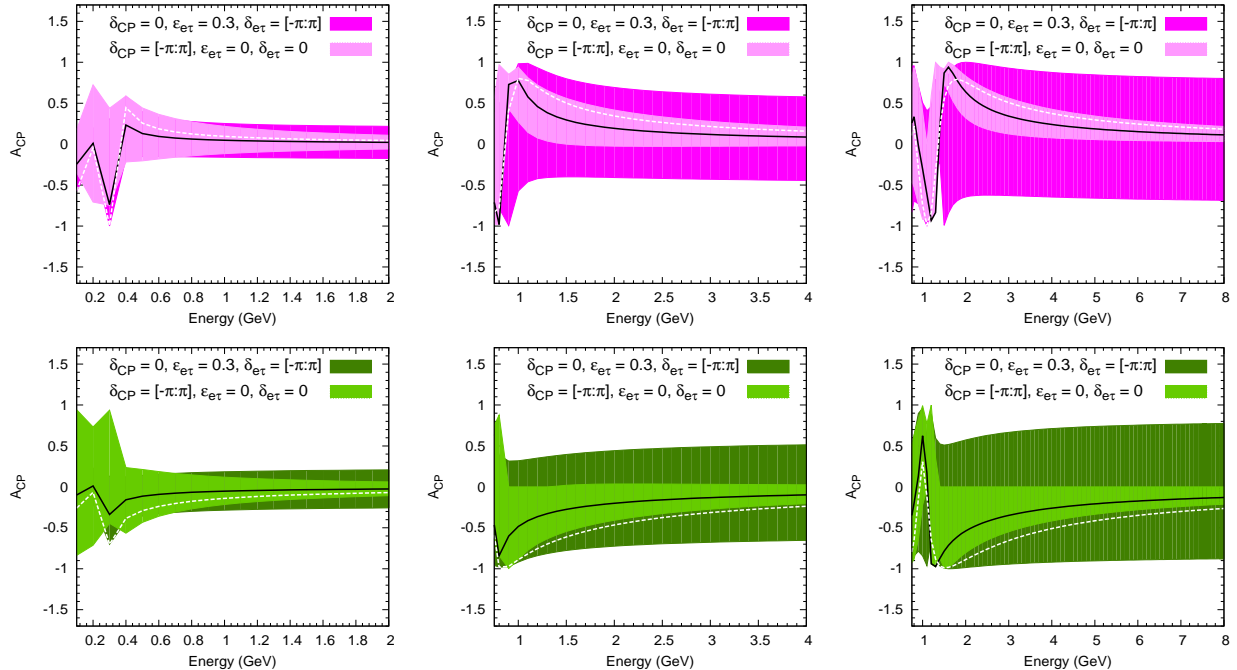 δCP = 0, εeτ = 0.3, δeτ = [-π:π]
δCP = [-π:π], εeτ = 0, δeτ = 0
1.5
1
0.5
0
-0.5
-1
-1.5
ACP
0.2 0.4 0.6 0.8 1 1.2 1.4 1.6 1.8 2
Energy (GeV)
δCP = 0, εeτ = 0.3, δeτ = [-π:π]
δCP = [-π:π], εeτ = 0, δeτ = 0
1.5
1
0.5
0
-0.5
-1
-1.5
ACP
1 1.5 2 2.5 3 3.5 4
Energy (GeV)
δCP = 0, εeτ = 0.3, δeτ = [-π:π]
δCP = [-π:π], εeτ = 0, δeτ = 0
1.5
1
0.5
0
-0.5
-1
-1.5
ACP
1 2 3 4 5 6 7 8
Energy (GeV)
δCP = 0, εeτ = 0.3, δeτ = [-π:π]
δCP = [-π:π], εeτ = 0, δeτ = 0
1.5
1
0.5
0
-0.5
-1
-1.5
ACP
0.2 0.4 0.6 0.8 1 1.2 1.4 1.6 1.8 2
Energy (GeV)
δCP = 0, εeτ = 0.3, δeτ = [-π:π]
δCP = [-π:π], εeτ = 0, δeτ = 0
1.5
1
0.5
0
-0.5
-1
-1.5
ACP
1 1.5 2 2.5 3 3.5 4
Energy (GeV)
δCP = 0, εeτ = 0.3, δeτ = [-π:π]
δCP = [-π:π], εeτ = 0, δeτ = 0
1.5
1
0.5
0
-0.5
-1
-1.5
ACP
1 2 3 4 5 6 7 8
Energy (GeV)